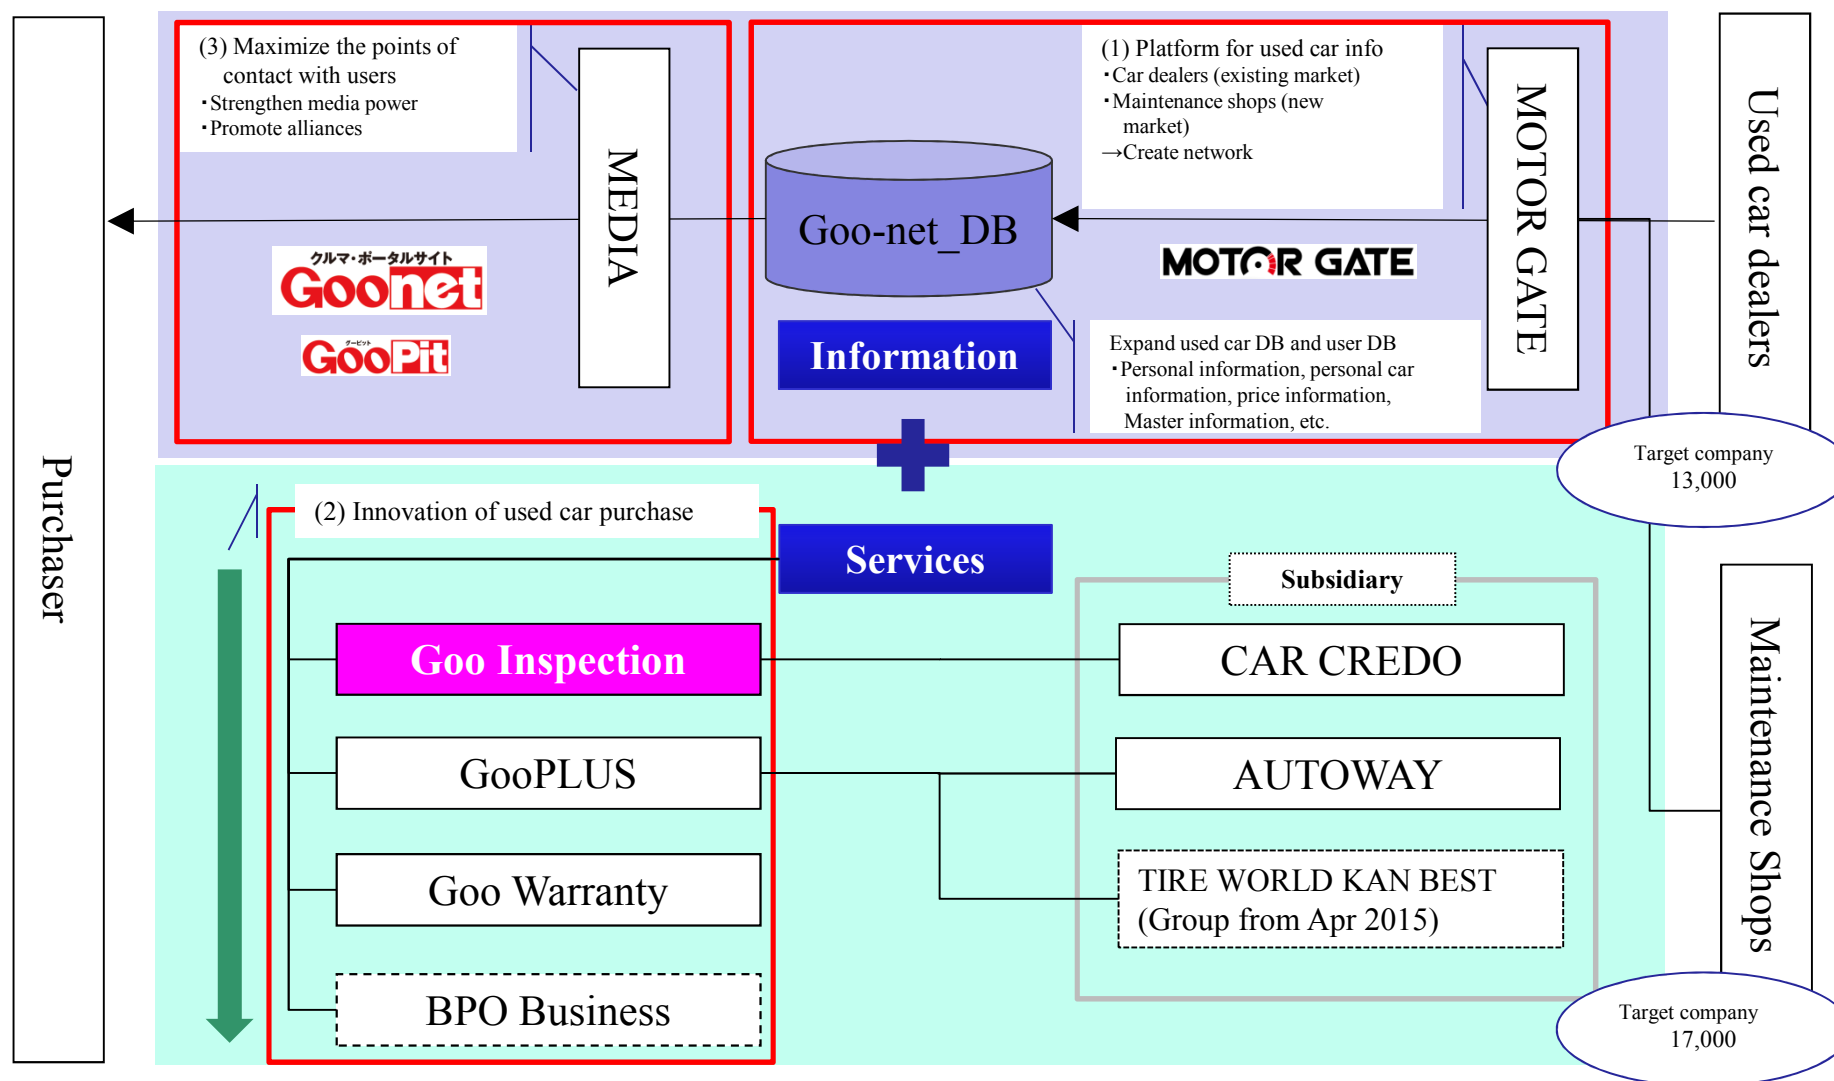 Purchaser
(3) Maximize the points of
contact with users
・Strengthen media power
・Promote alliances
MEDIA
クルマ・ポータルサイト
Goonet
グーピット
GooPit
(1) Platform for used car info
・Car dealers (existing market)
・Maintenance shops (new
market)
→Create network
Goo-net_DB
MOTOR GATE
MOTOR GATE
Information
Expand used car DB and user DB
・Personal information, personal car
information, price information,
Master information, etc.
Used car dealers
Target company
13,000
(2) Innovation of used car purchase
Services
Goo Inspection
GooPLUS
Goo Warranty
BPO Business
Subsidiary
CAR CREDO
AUTOWAY
TIRE WORLD KAN BEST
(Group from Apr 2015)
Maintenance Shops
Target company
17,000